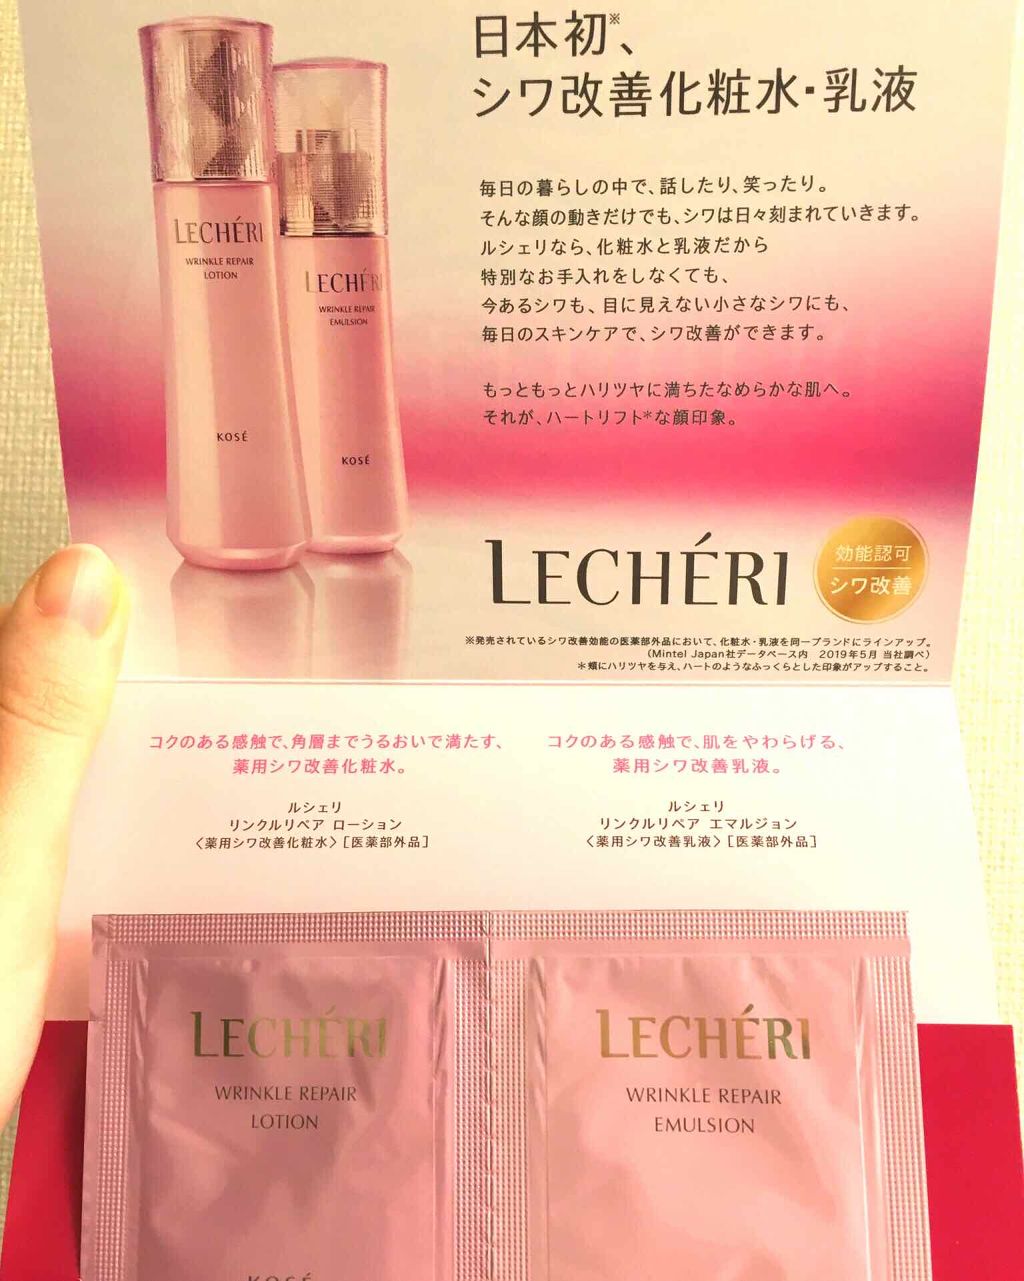 日本初※、
シワ改善化粧水・乳液
毎日の暮らしの中で、話したり、笑ったり。
そんな顔の動きだけでも、シワは日々刻まれていきます。
ルシェリなら、化粧水と乳液だから
特別なお手入れをしなくても、
今あるシワも、目に見えない小さなシワにも、
毎日のスキンケアで、シワ改善ができます。
もっともっとハリツヤに満ちたなめらかな肌へ。
それが、ハートリフト*な顔印象。
LECHÉRI
WRINKLE REPAIR
LOTION
KOSÉ
LECHÉRI
WRINKLE REPAIR
EMULSION
KOSÉ
LECHÉRI
効能認可
シワ改善
※発売されているシワ改善効能の医薬部外品において、化粧水・乳液を同一ブランドにラインアップ。
(Mintel Japan社データベース内 2019年5月 当社調べ)
*頬にハリツヤを与え、ハートのようなふっくらとした印象がアップすること。
コクのある感触で、角層までうるおいで満たす、
薬用シワ改善化粧水。
ルシェリ
リンクルリペア ローション
〈薬用シワ改善化粧水〉[医薬部外品]
コクのある感触で、肌をやわらげる、
薬用シワ改善乳液。
ルシェリ
リンクルリペア エマルジョン
〈薬用シワ改善乳液〉[医薬部外品]
LECHÉRI
WRINKLE REPAIR
LOTION
KOSÉ
LECHÉRI
WRINKLE REPAIR
EMULSION